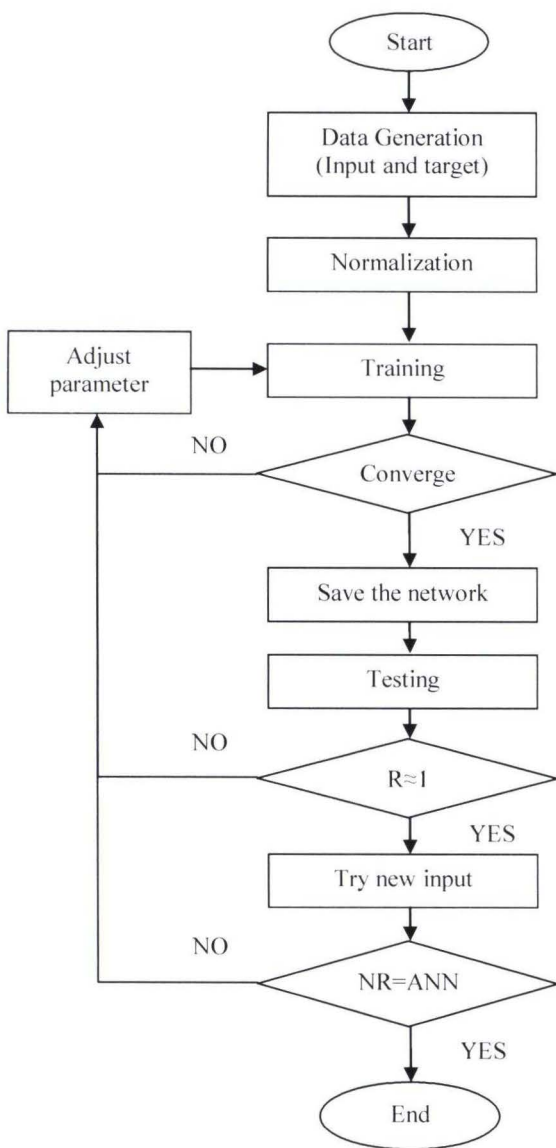 Start
Data Generation
(Input and target)
Normalization
Adjust
parameter
Training
NO
Converge
YES
Save the network
Testing
NO
R≈1
YES
Try new input
NO
NR=ANN
YES
End